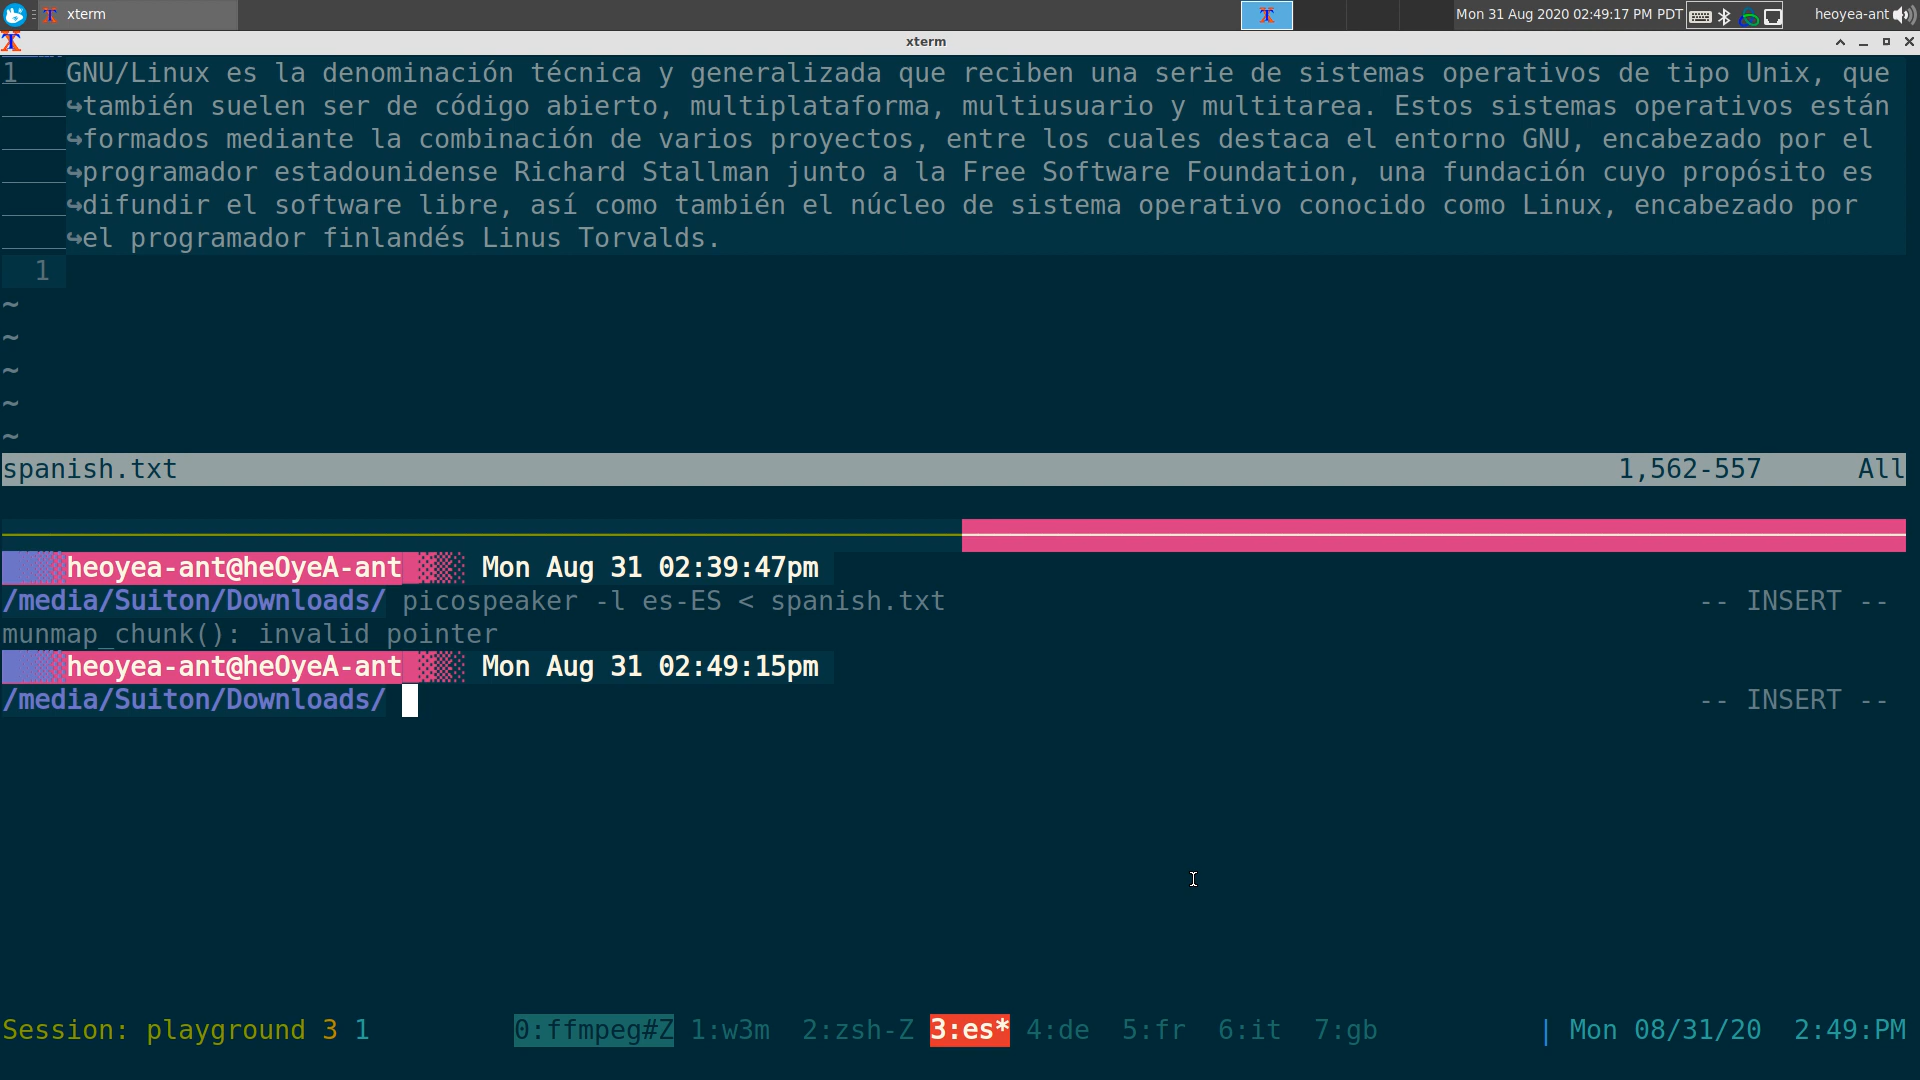 xterm
Mon 31 Aug 2020 02:49:17 PM PDT
heoyea-ant
xterm
1 GNU/Linux es la denominación técnica y generalizada que reciben una serie de sistemas operativos de tipo Unix, que
↪también suelen ser de código abierto, multiplataforma, multiusuario y multitarea. Estos sistemas operativos están
↪formados mediante la combinación de varios proyectos, entre los cuales destaca el entorno GNU, encabezado por el
↪programador estadounidense Richard Stallman junto a la Free Software Foundation, una fundación cuyo propósito es
↪difundir el software libre, así como también el núcleo de sistema operativo conocido como Linux, encabezado por
↪el programador finlandés Linus Torvalds.
1
~
~
~
~
~
spanish.txt 1,562-557 All
heoyea-ant@heOyeA-ant Mon Aug 31 02:39:47pm
/media/Suiton/Downloads/ picospeaker -l es-ES < spanish.txt -- INSERT --
munmap_chunk(): invalid pointer
heoyea-ant@heOyeA-ant Mon Aug 31 02:49:15pm
/media/Suiton/Downloads/ -- INSERT --
Session: playground 3 1 0:ffmpeg#Z 1:w3m 2:zsh-Z 3:es* 4:de 5:fr 6:it 7:gb | Mon 08/31/20 2:49:PM